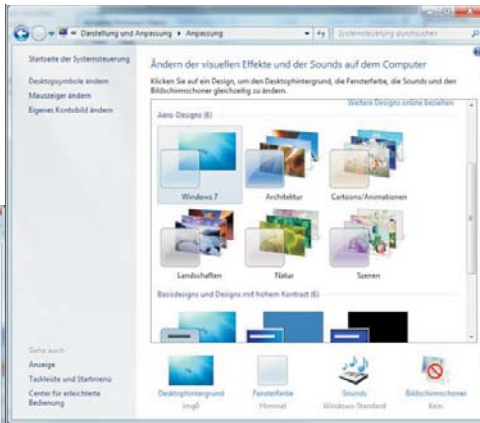 Darstellung und Anpassung ▸ Anpassung
Systemsteuerung durchsuchen
Startseite der Systemsteuerung
Desktopsymbole ändern
Mauszeiger ändern
Eigenes Kontobild ändern
Ändern der visuellen Effekte und der Sounds auf dem Computer
Klicken Sie auf ein Design, um den Desktophintergrund, die Fensterfarbe, die Sounds und den
Bildschirmschoner gleichzeitig zu ändern.
Weitere Designs online beziehen
Aero-Designs (6)
Windows 7
Architektur
Cartoons/Animationen
Landschaften
Natur
Szenen
Basisdesigns und Designs mit hohem Kontrast (6)
Siehe auch
Anzeige
Taskleiste und Startmenü
Center für erleichterte
Bedienung
Desktophintergrund
Img0
Fensterfarbe
Himmel
Sounds
Windows-Standard
Bildschirmschoner
Kein